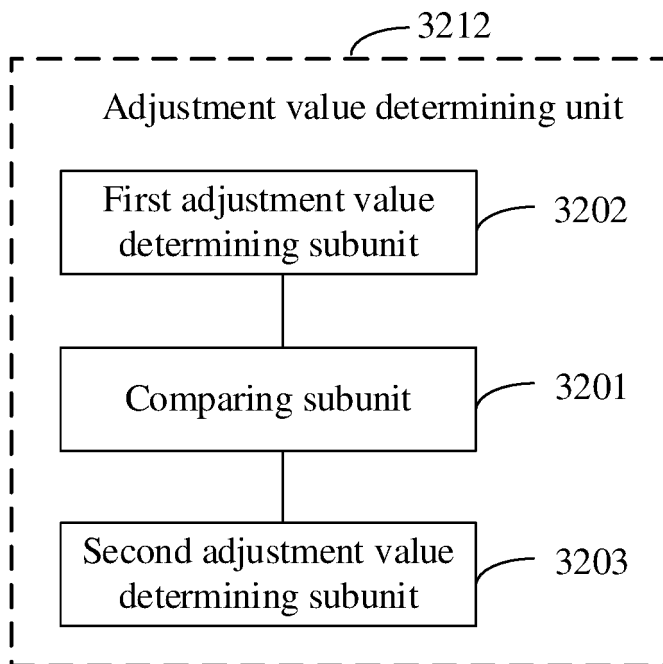 3212
Adjustment value determining unit
First adjustment value
determining subunit
3202
Comparing subunit
3201
Second adjustment value
determining subunit
3203